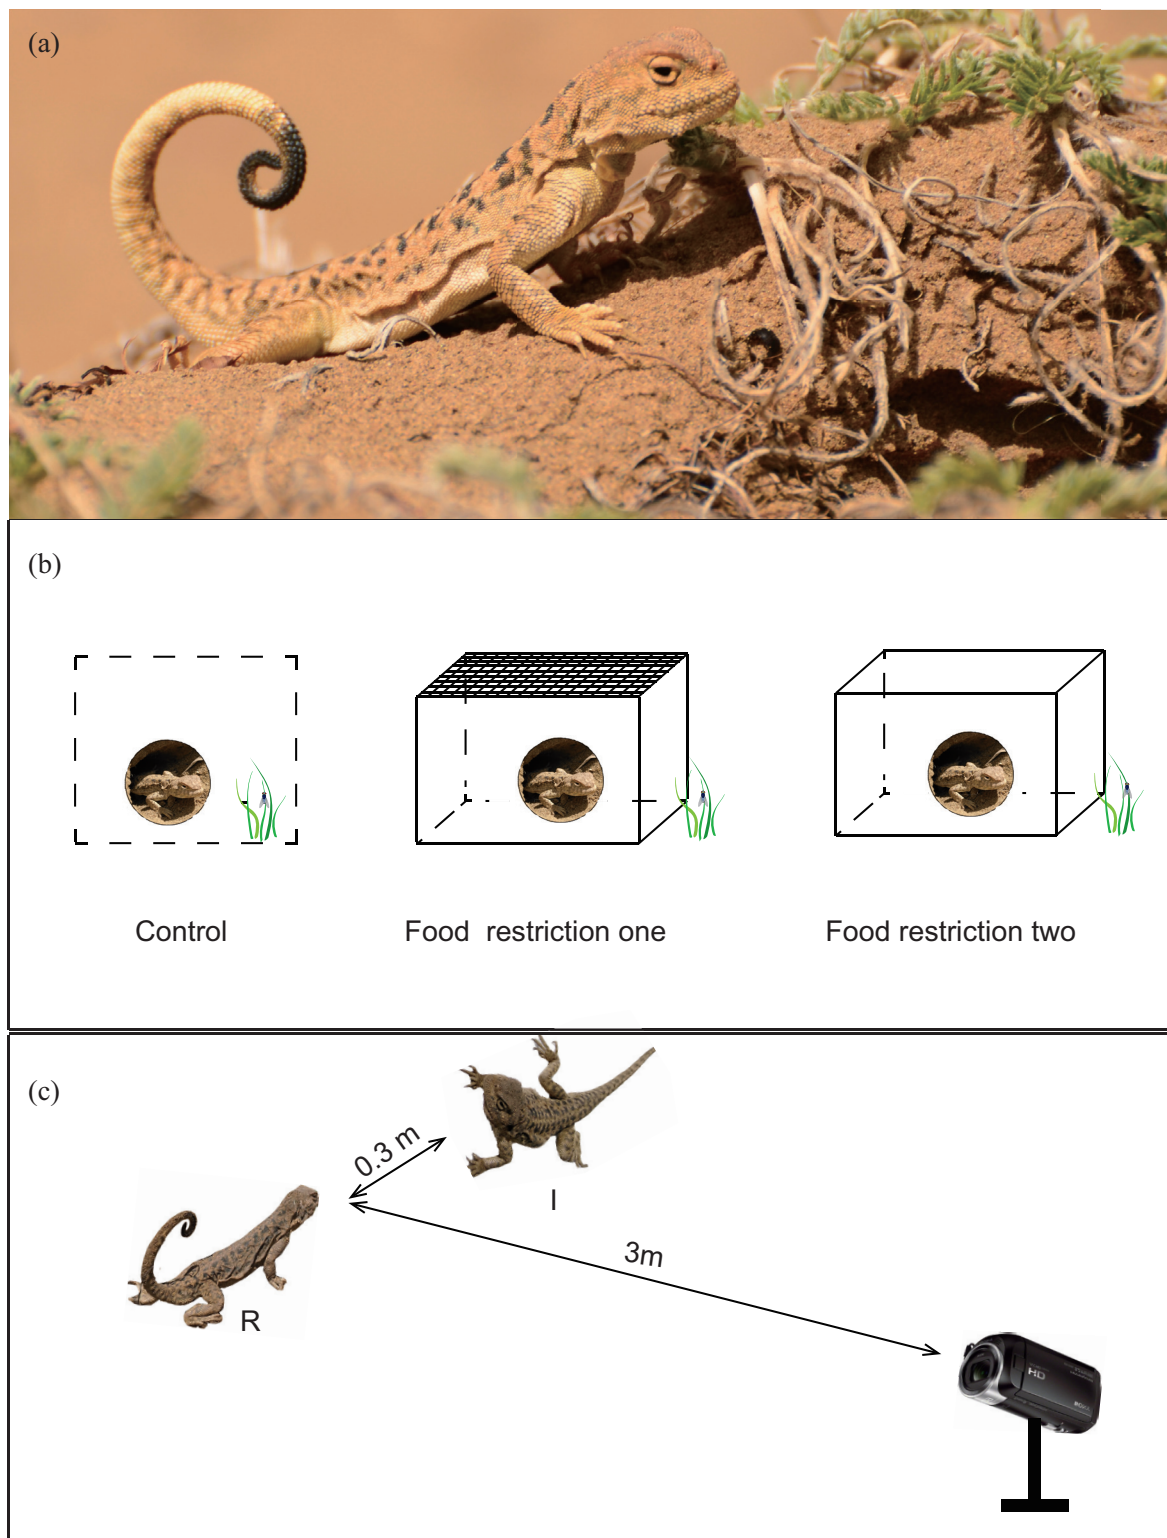 (a)
(b)
Control
Food restriction one
Food restriction two
(c)
0.3 m
I
3m
R
HD